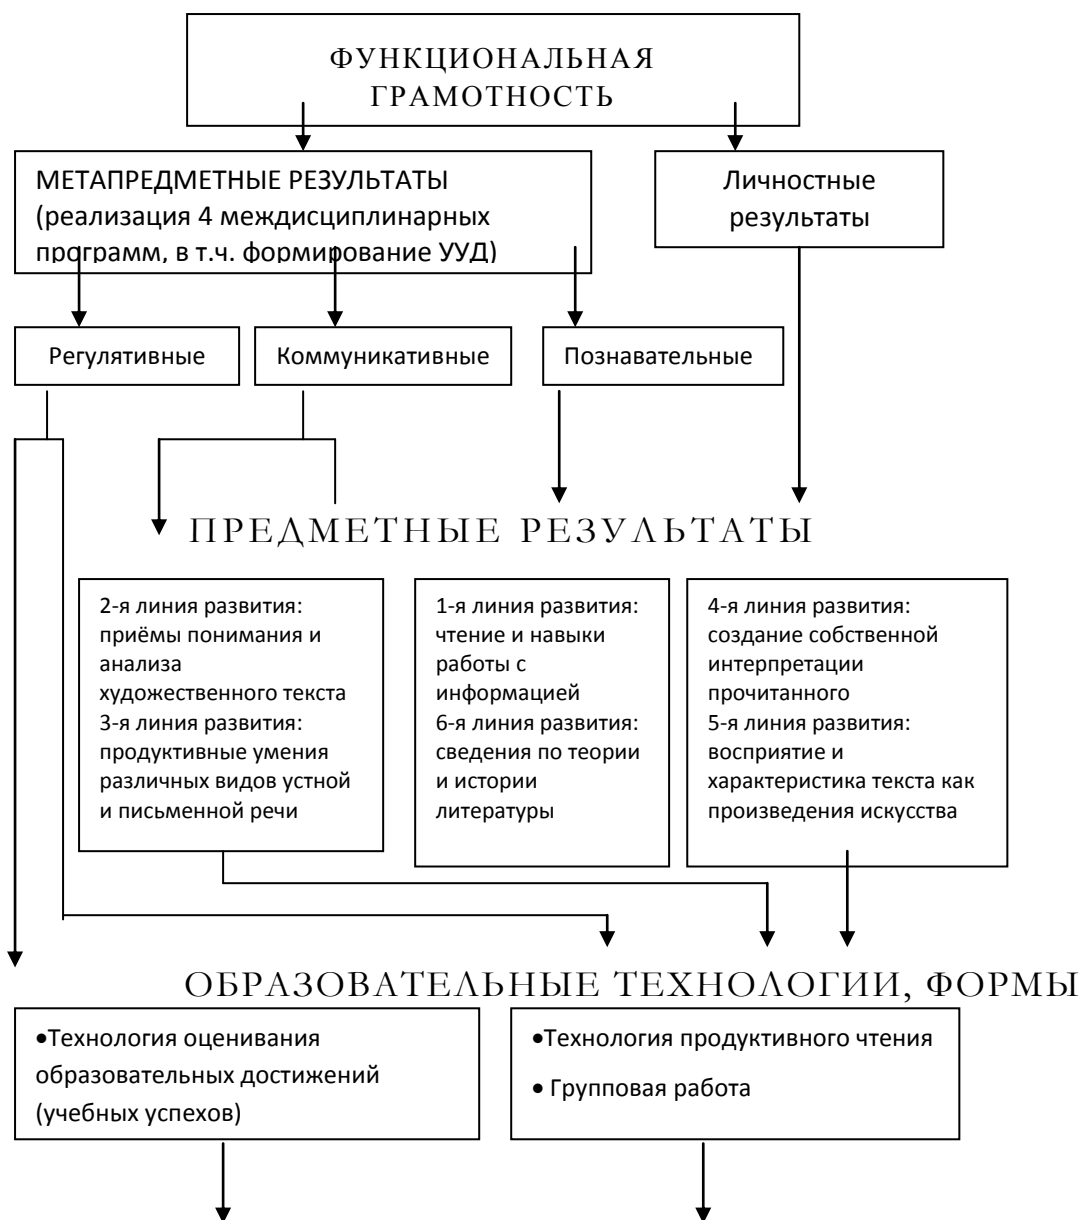 ФУНКЦИОНАЛЬНАЯ
ГРАМОТНОСТЬ
МЕТАПРЕДМЕТНЫЕ РЕЗУЛЬТАТЫ
(реализация 4 междисциплинарных
программ, в т.ч. формирование УУД)
Личностные
результаты
Регулятивные
Коммуникативные
Познавательные
ПРЕДМЕТНЫЕ РЕЗУЛЬТАТЫ
2-я линия развития:
приёмы понимания и
анализа
художественного текста
3-я линия развития:
продуктивные умения
различных видов устной
и письменной речи
1-я линия развития:
чтение и навыки
работы с
информацией
6-я линия развития:
сведения по теории
и истории
литературы
4-я линия развития:
создание собственной
интерпретации
прочитанного
5-я линия развития:
восприятие и
характеристика текста как
произведения искусства
ОБРАЗОВАТЕЛЬНЫЕ ТЕХНОЛОГИИ, ФОРМЫ
•Технология оценивания
образовательных достижений
(учебных успехов)
•Технология продуктивного чтения
• Групповая работа